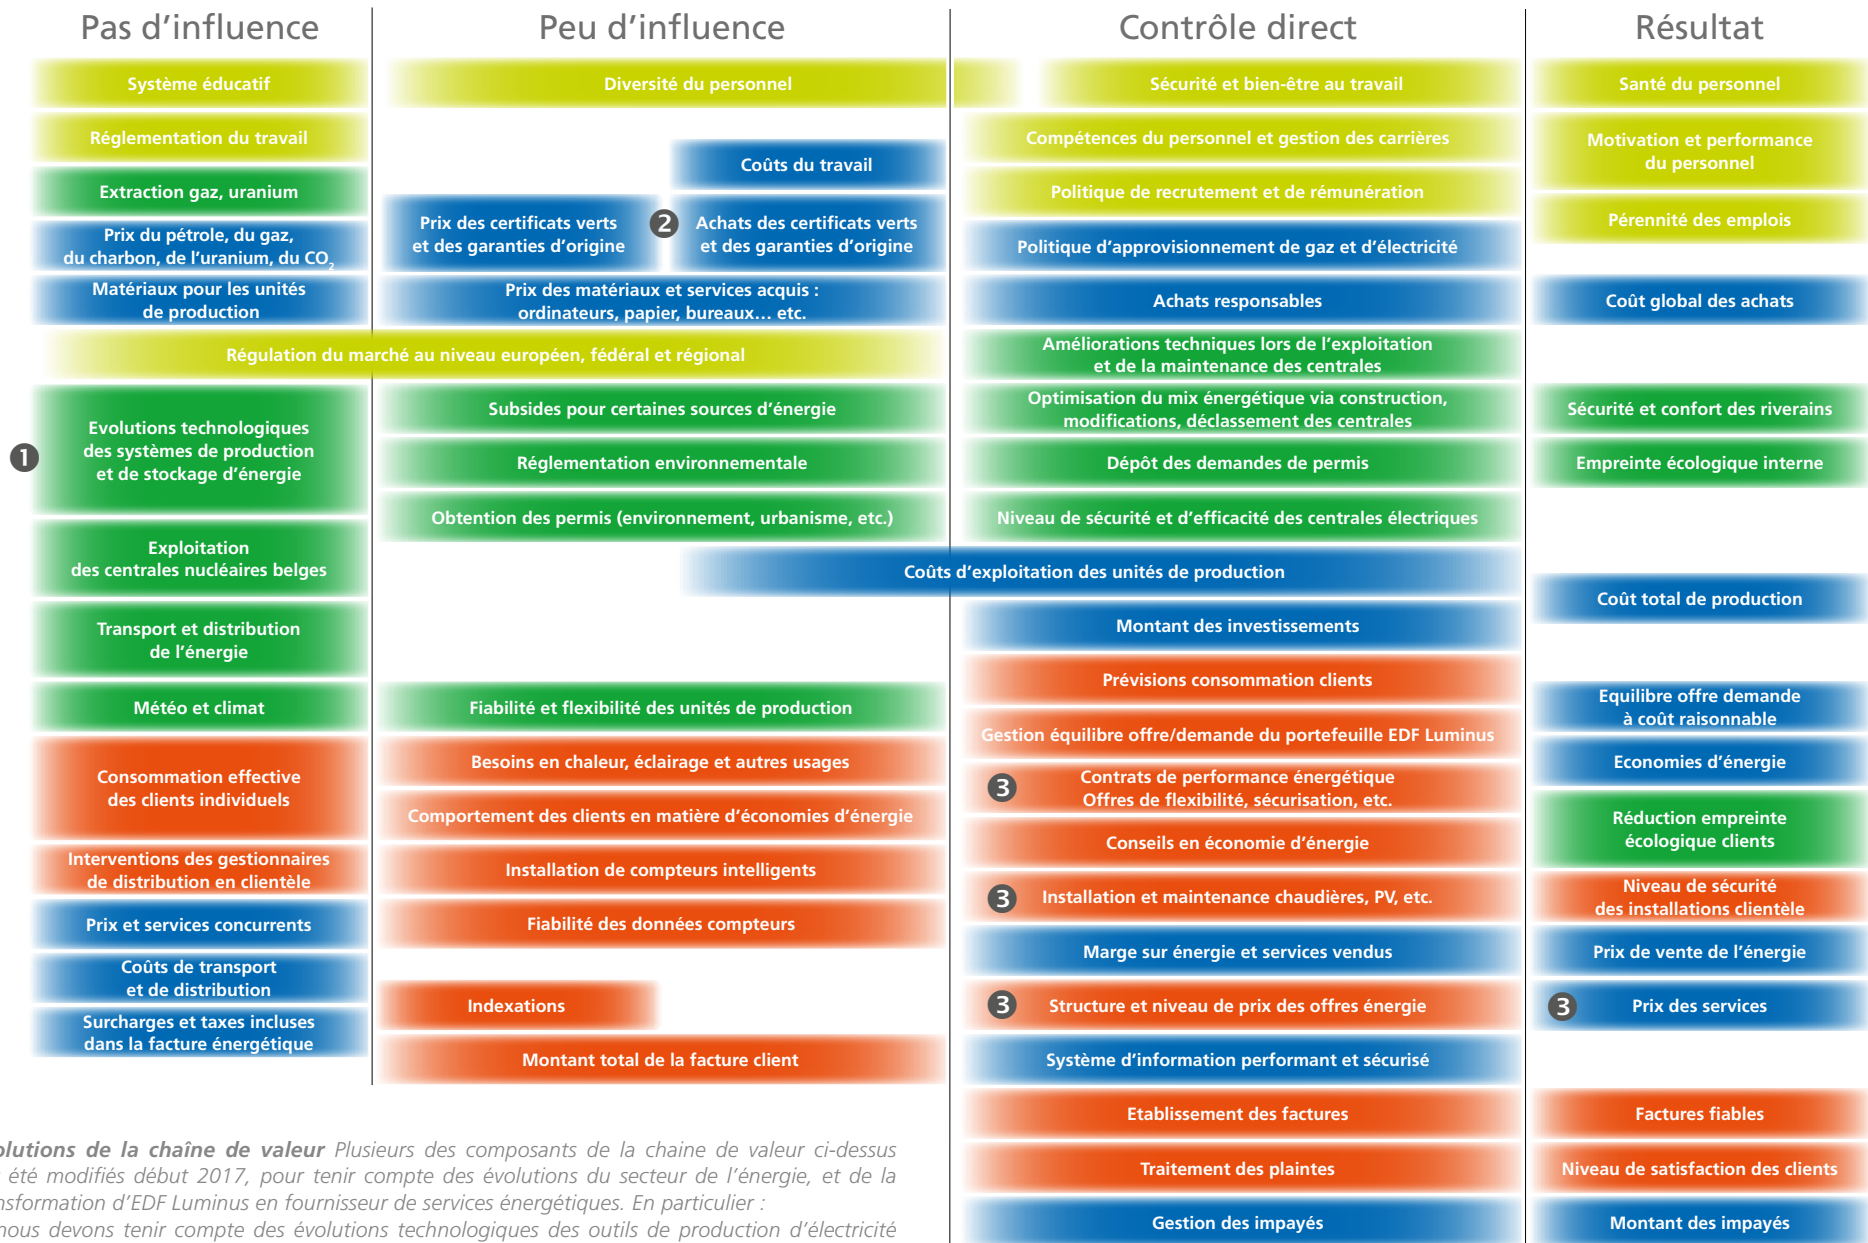 Pas d'influence
Système éducatif
Réglementation du travail
Extraction gaz, uranium
Prix du pétrole, du gaz,
du charbon, de l'uranium, du CO₂
Matériaux pour les unités
de production
Régulation du marché au niveau européen, fédéral et régional
❶
Evolutions technologiques
des systèmes de production
et de stockage d'énergie
Exploitation
des centrales nucléaires belges
Transport et distribution
de l'énergie
Météo et climat
Consommation effective
des clients individuels
Interventions des gestionnaires
de distribution en clientèle
Prix et services concurrents
Coûts de transport
et de distribution
Surcharges et taxes incluses
dans la facture énergétique
Peu d'influence
Diversité du personnel
Coûts du travail
Prix des certificats verts
et des garanties d'origine
❷
Achats des certificats verts
et des garanties d'origine
Prix des matériaux et services acquis :
ordinateurs, papier, bureaux… etc.
Subsides pour certaines sources d'énergie
Réglementation environnementale
Obtention des permis (environnement, urbanisme, etc.)
Coûts d'exploitation des unités de production
Fiabilité et flexibilité des unités de production
Besoins en chaleur, éclairage et autres usages
Comportement des clients en matière d'économies d'énergie
Installation de compteurs intelligents
Fiabilité des données compteurs
Indexations
Montant total de la facture client
Contrôle direct
Sécurité et bien-être au travail
Compétences du personnel et gestion des carrières
Politique de recrutement et de rémunération
Politique d'approvisionnement de gaz et d'électricité
Achats responsables
Améliorations techniques lors de l'exploitation
et de la maintenance des centrales
Optimisation du mix énergétique via construction,
modifications, déclassement des centrales
Dépôt des demandes de permis
Niveau de sécurité et d'efficacité des centrales électriques
Montant des investissements
Prévisions consommation clients
Gestion équilibre offre/demande du portefeuille EDF Luminus
❸
Contrats de performance énergétique
Offres de flexibilité, sécurisation, etc.
Conseils en économie d'énergie
❸ Installation et maintenance chaudières, PV, etc.
Marge sur énergie et services vendus
❸ Structure et niveau de prix des offres énergie
Système d'information performant et sécurisé
Etablissement des factures
Traitement des plaintes
Gestion des impayés
Résultat
Santé du personnel
Motivation et performance
du personnel
Pérennité des emplois
Coût global des achats
Sécurité et confort des riverains
Empreinte écologique interne
Coût total de production
Equilibre offre demande
à coût raisonnable
Economies d'énergie
Réduction empreinte
écologique clients
Niveau de sécurité
des installations clientèle
Prix de vente de l'énergie
❸ Prix des services
Factures fiables
Niveau de satisfaction des clients
Montant des impayés
olutions de la chaîne de valeur Plusieurs des composants de la chaine de valeur ci-dessus
été modifiés début 2017, pour tenir compte des évolutions du secteur de l'énergie, et de la
nsformation d'EDF Luminus en fournisseur de services énergétiques. En particulier :
nous devons tenir compte des évolutions technologiques des outils de production d'électricité